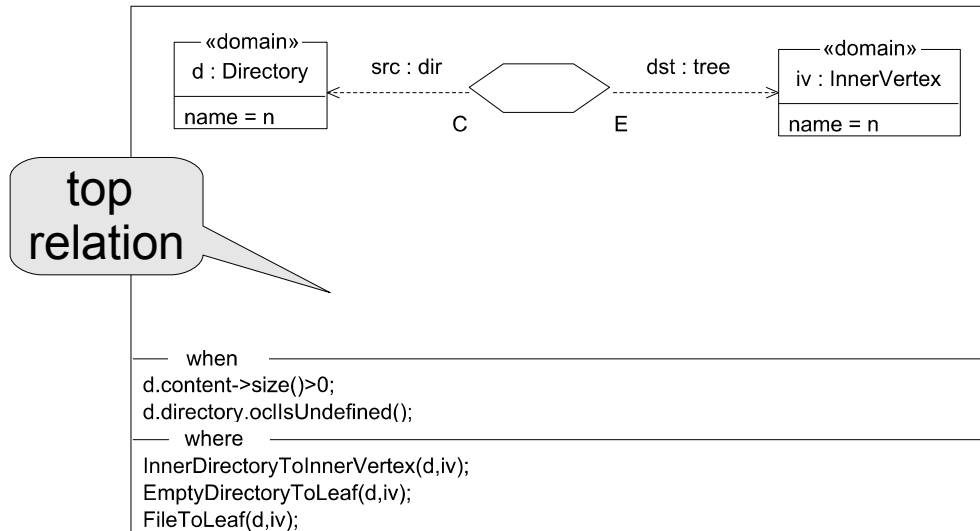 «domain»
d : Directory
name = n
src : dir
C
dst : tree
E
«domain»
iv : InnerVertex
name = n
top
relation
when
d.content->size()>0;
d.directory.oclIsUndefined();
where
InnerDirectoryToInnerVertex(d,iv);
EmptyDirectoryToLeaf(d,iv);
FileToLeaf(d,iv);